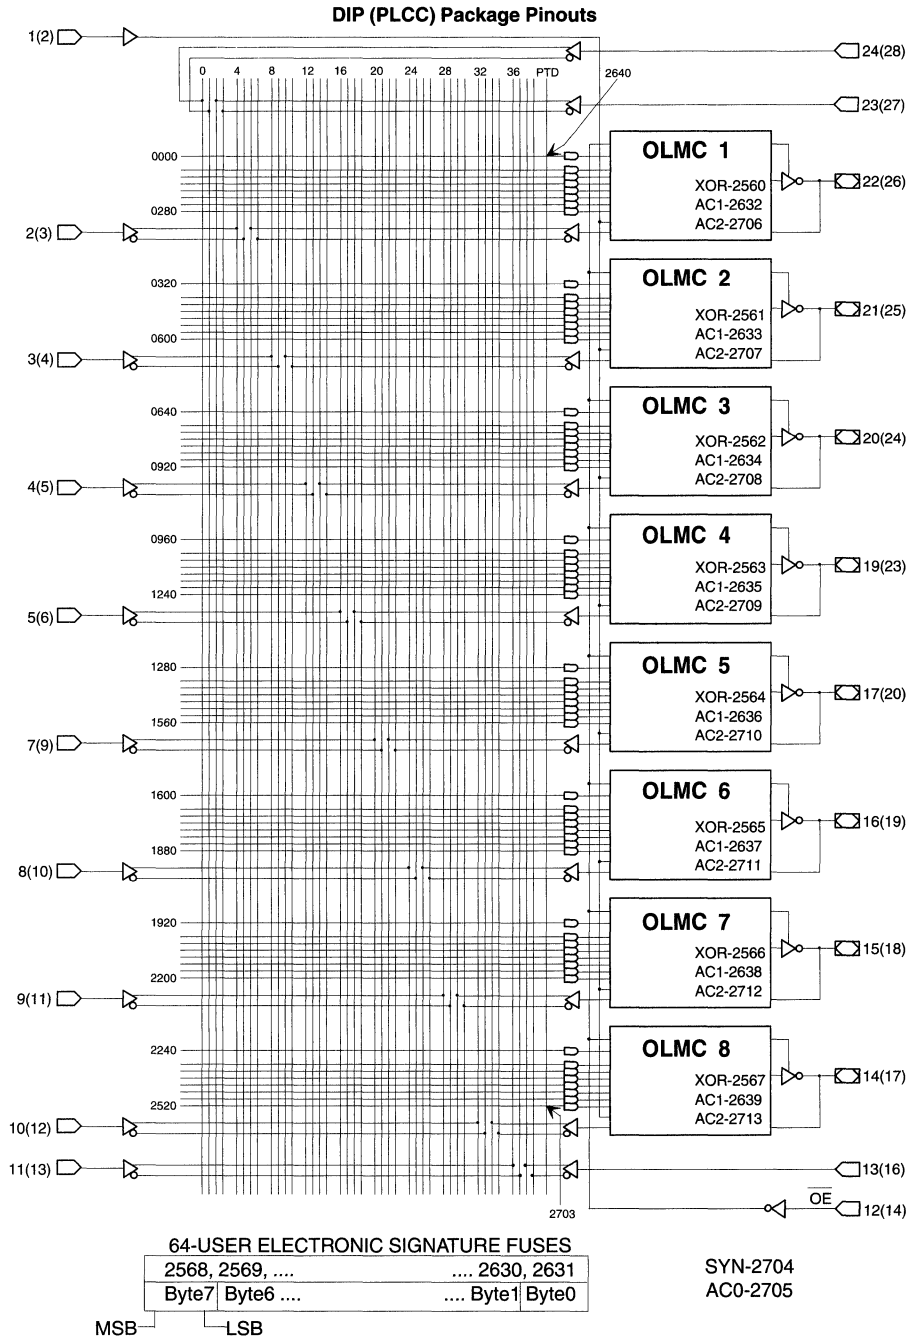 DIP (PLCC) Package Pinouts
1(2)
24(28)
0 4 8 12 16 20 24 28 32 36 PTD
2640
23(27)
0000
OLMC 1
XOR-2560
AC1-2632
AC2-2706
22(26)
0280
2(3)
0320
OLMC 2
XOR-2561
AC1-2633
AC2-2707
21(25)
0600
3(4)
0640
OLMC 3
XOR-2562
AC1-2634
AC2-2708
20(24)
0920
4(5)
0960
OLMC 4
XOR-2563
AC1-2635
AC2-2709
19(23)
1240
5(6)
1280
OLMC 5
XOR-2564
AC1-2636
AC2-2710
17(20)
1560
7(9)
1600
OLMC 6
XOR-2565
AC1-2637
AC2-2711
16(19)
1880
8(10)
1920
OLMC 7
XOR-2566
AC1-2638
AC2-2712
15(18)
2200
9(11)
2240
OLMC 8
XOR-2567
AC1-2639
AC2-2713
14(17)
2520
10(12)
11(13)
13(16)
OE
12(14)
2703
64-USER ELECTRONIC SIGNATURE FUSES
2568, 2569, .... .... 2630, 2631
Byte7 Byte6 .... .... Byte1 Byte0
MSB LSB
SYN-2704
AC0-2705